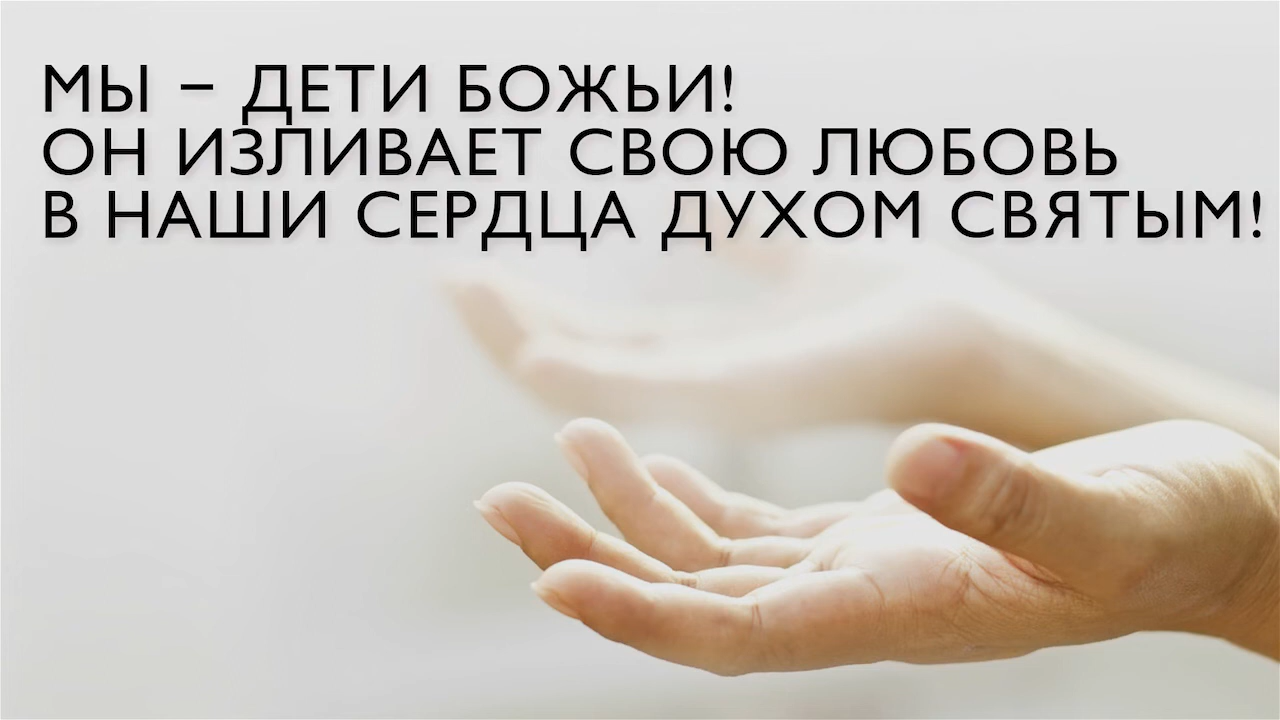 МЫ – ДЕТИ БОЖЬИ!
ОН ИЗЛИВАЕТ СВОЮ ЛЮБОВЬ
В НАШИ СЕРДЦА ДУХОМ СВЯТЫМ!